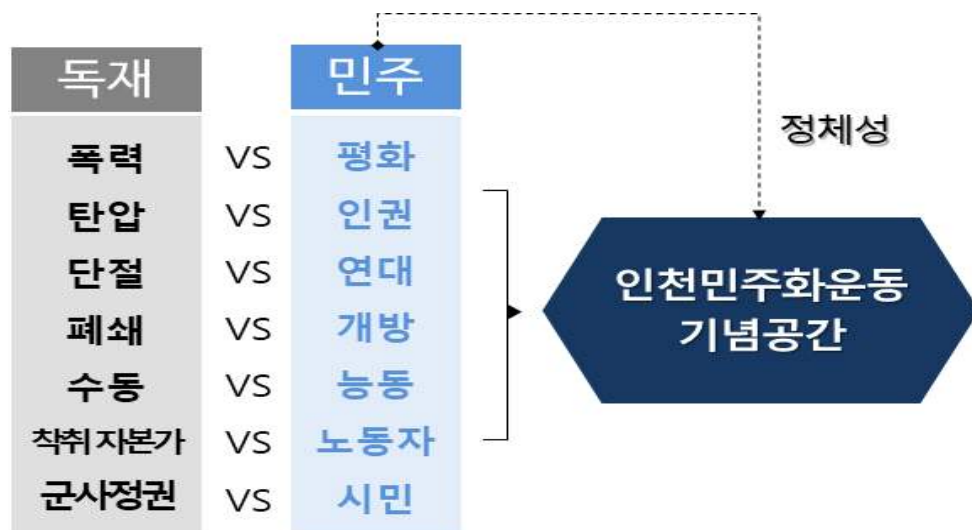 독재 민주
정체성
폭력 VS 평화
탄압 VS 인권
단절 VS 연대
폐쇄 VS 개방
수동 VS 능동
착취 자본가 VS 노동자
군사정권 VS 시민
인천민주화운동
기념공간